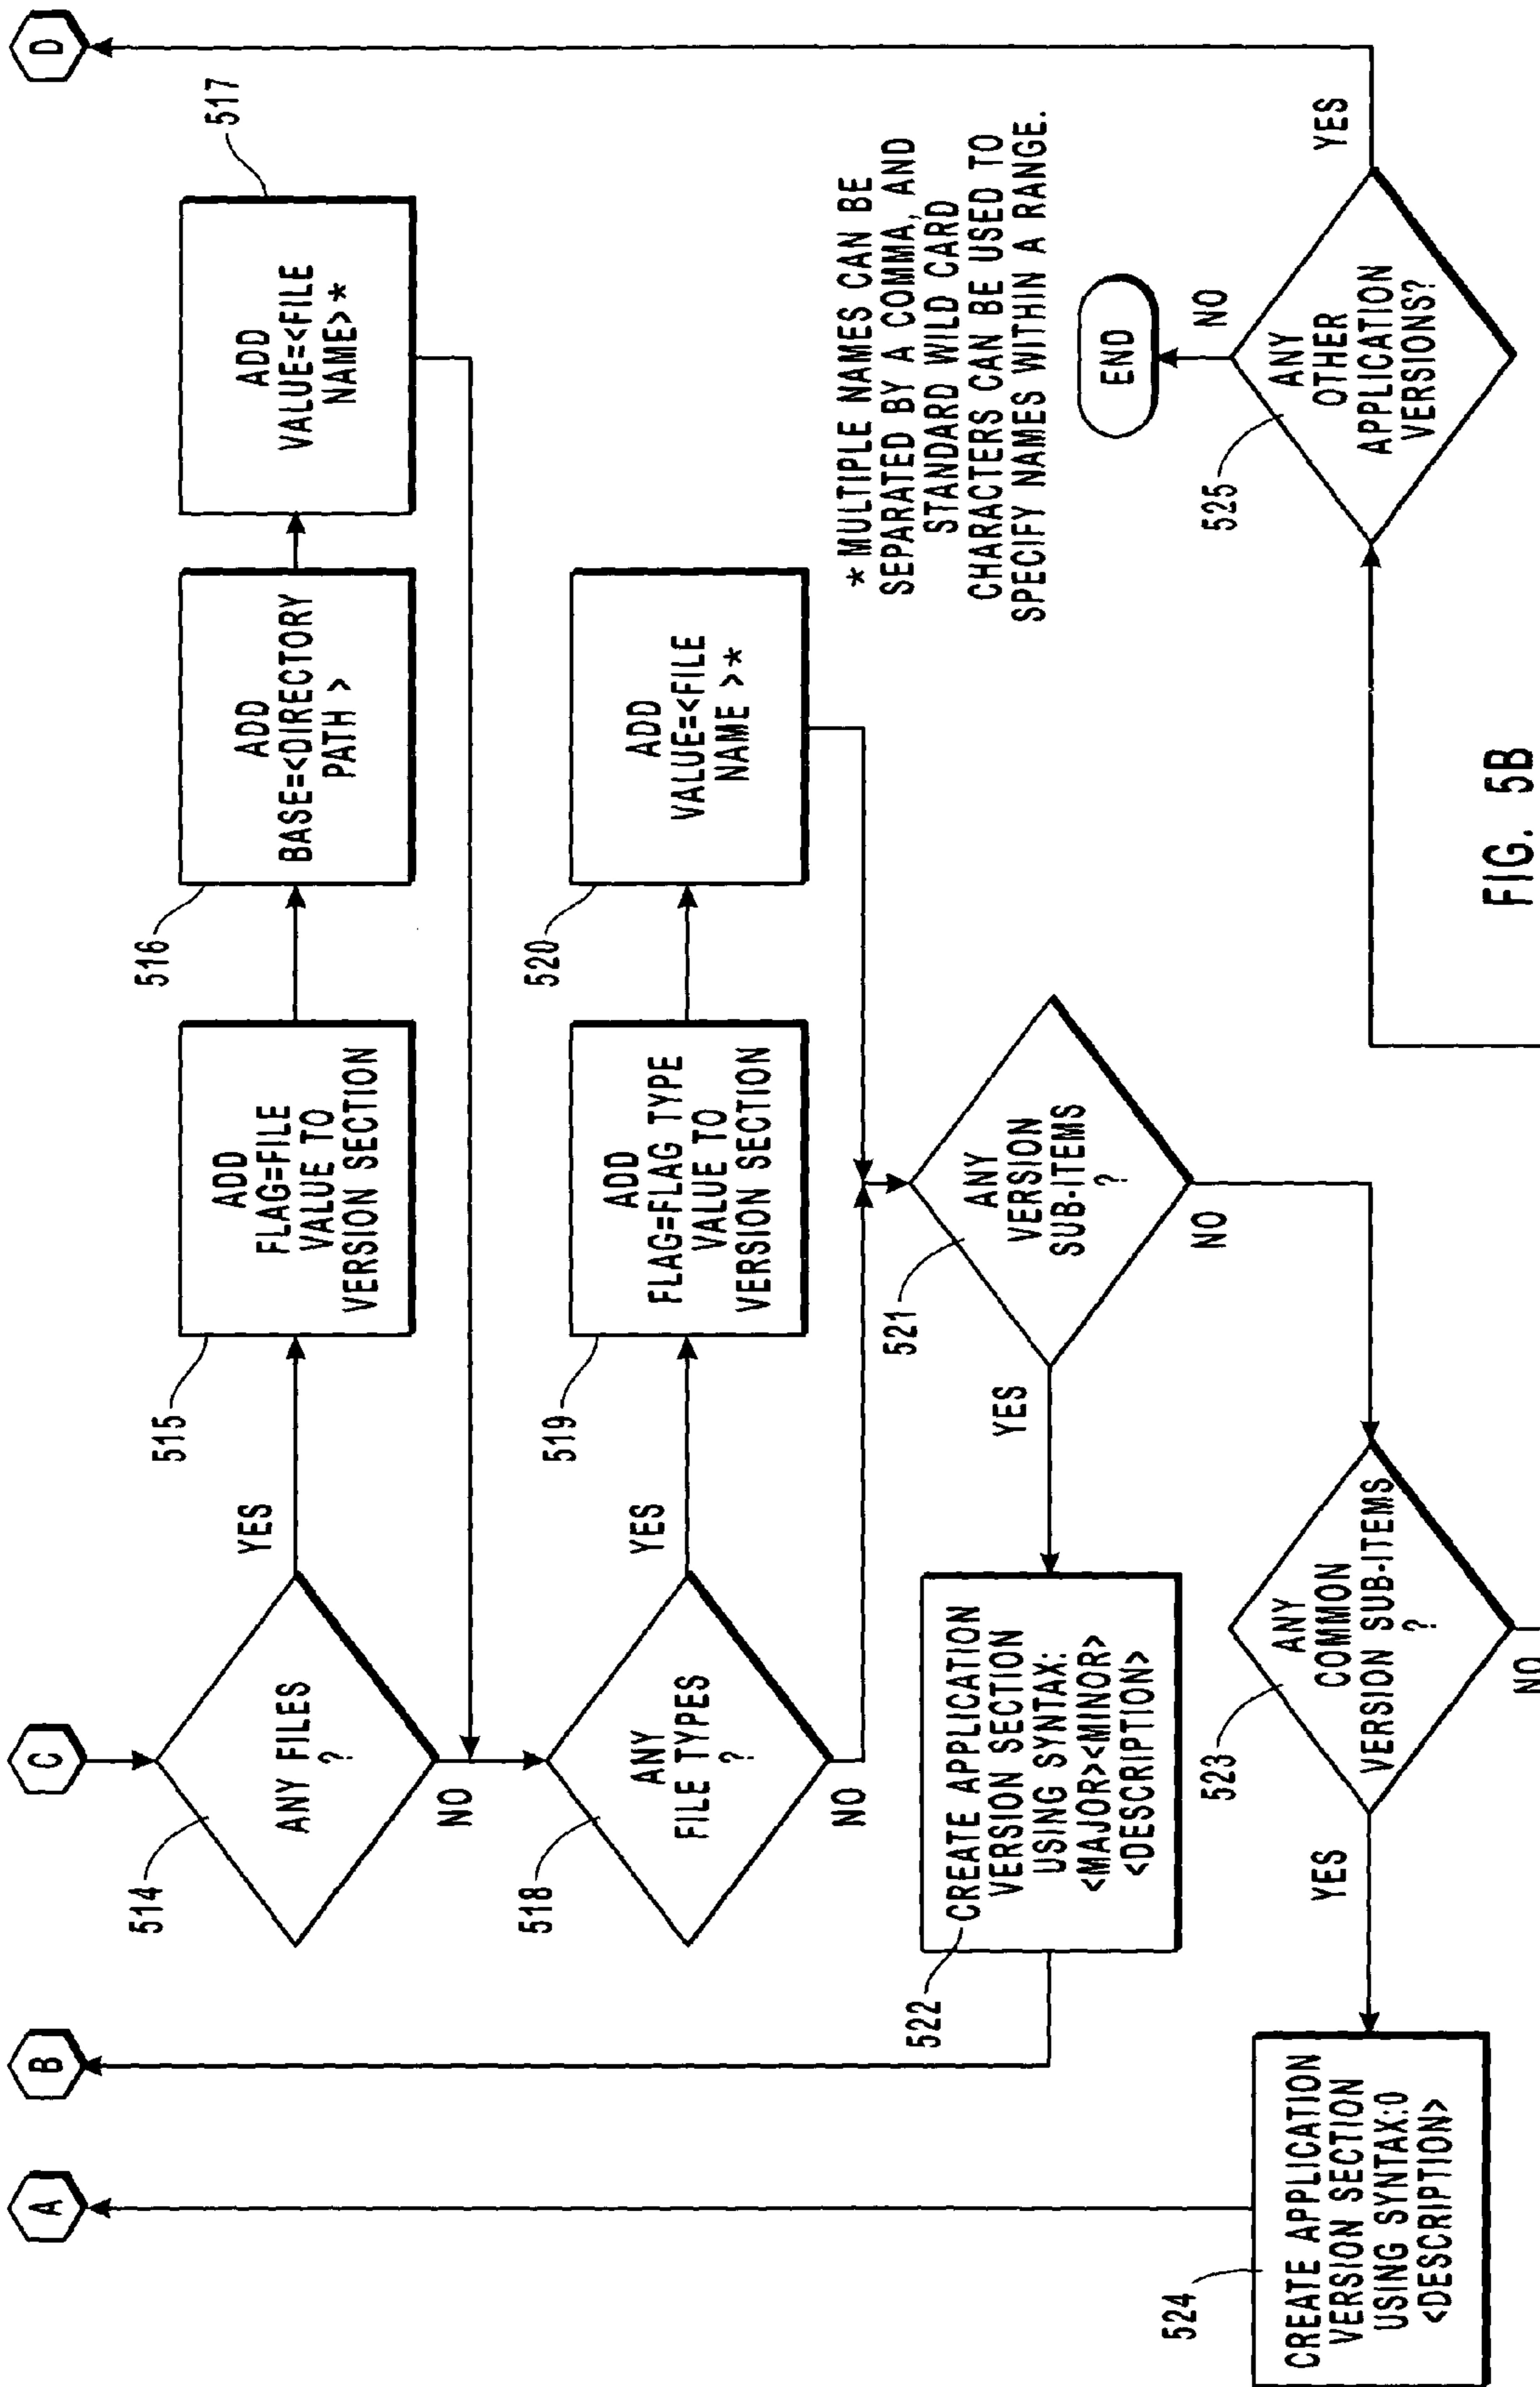 A
B
C
D
514
ANY FILES
?
YES
NO
515
ADD
FLAG=FILE
VALUE TO
VERSION SECTION
516
ADD
BASE=<DIRECTORY
PATH >
517
ADD
VALUE=<FILE
NAME>*
518
ANY
FILE TYPES
?
YES
NO
519
ADD
FLAG=FLAG TYPE
VALUE TO
VERSION SECTION
520
ADD
VALUE=<FILE
NAME >*
* MULTIPLE NAMES CAN BE
SEPARATED BY A COMMA, AND
STANDARD WILD CARD
CHARACTERS CAN BE USED TO
SPECIFY NAMES WITHIN A RANGE.
521
ANY
VERSION
SUB-ITEMS
?
YES
NO
522
CREATE APPLICATION
VERSION SECTION
USING SYNTAX:
<MAJOR><MINOR>
<DESCRIPTION>
523
ANY
COMMON
VERSION SUB-ITEMS
?
YES
NO
524
CREATE APPLICATION
VERSION SECTION
USING SYNTAX:0
<DESCRIPTION>
525
ANY
OTHER
APPLICATION
VERSIONS?
YES
NO
END
FIG. 5B